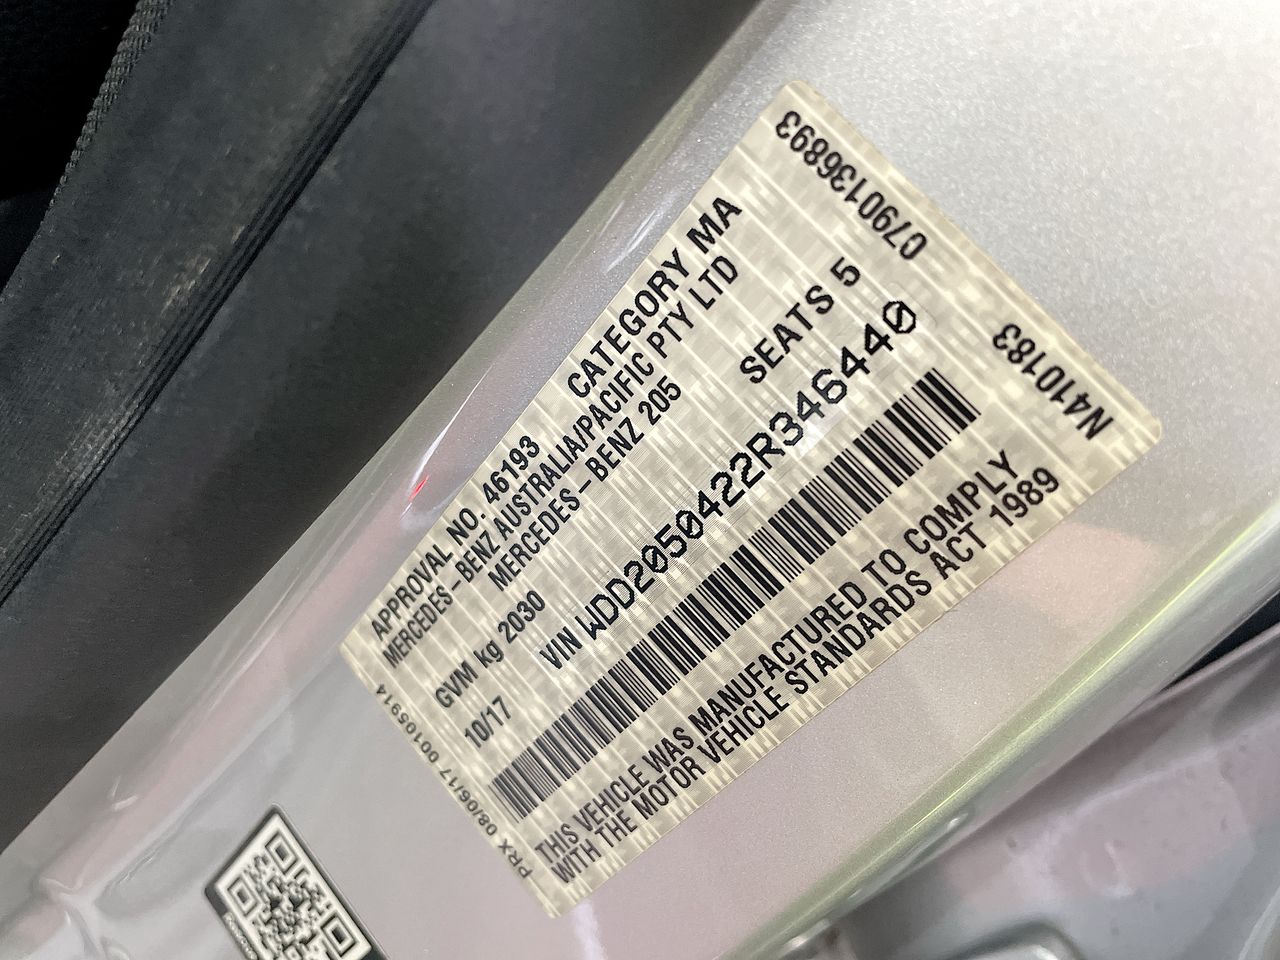 APPROVAL NO. 46193 CATEGORY MA
MERCEDES-BENZ AUSTRALIA/PACIFIC PTY LTD
MERCEDES-BENZ 205
GVM kg 2030 SEATS 5
10/17 VIN WDD2050422R346440
THIS VEHICLE WAS MANUFACTURED TO COMPLY
WITH THE MOTOR VEHICLE STANDARDS ACT 1989
PRX 08/06/17 00105914
0790136893
N410183